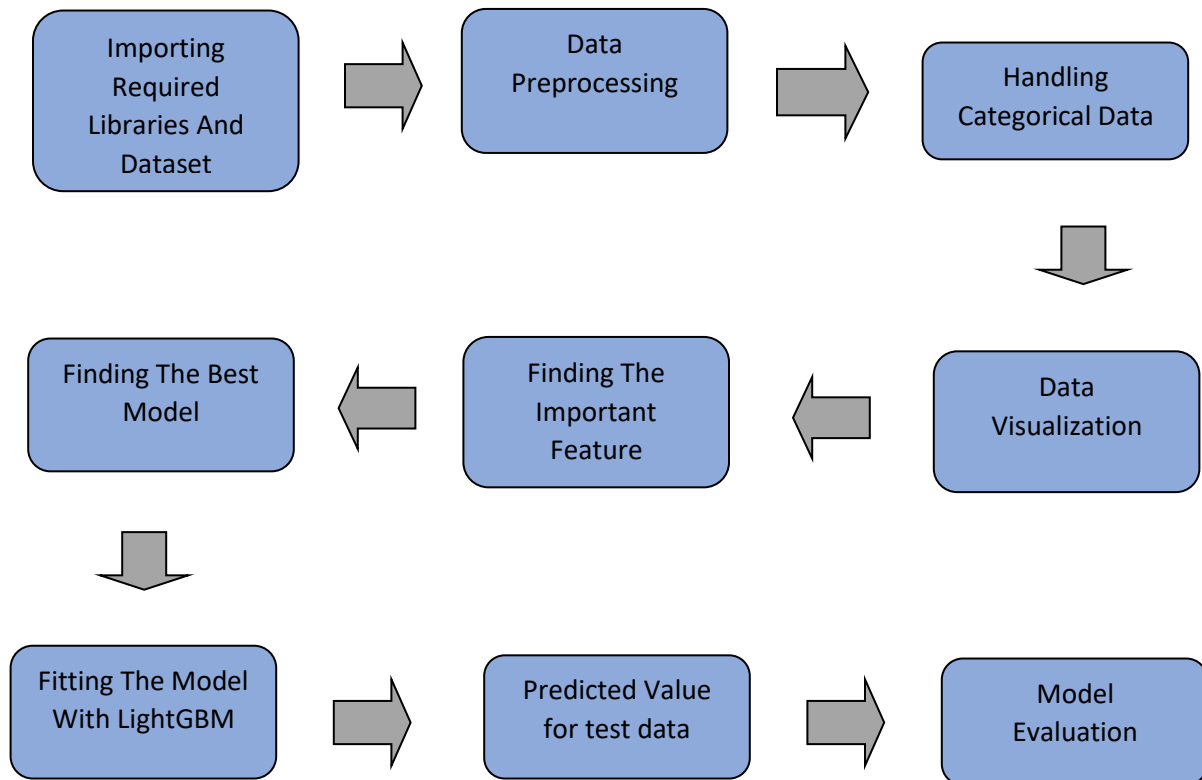 Importing
Required
Libraries And
Dataset
Data
Preprocessing
Handling
Categorical Data
Data
Visualization
Finding The
Important
Feature
Finding The Best
Model
Fitting The Model
With LightGBM
Predicted Value
for test data
Model
Evaluation